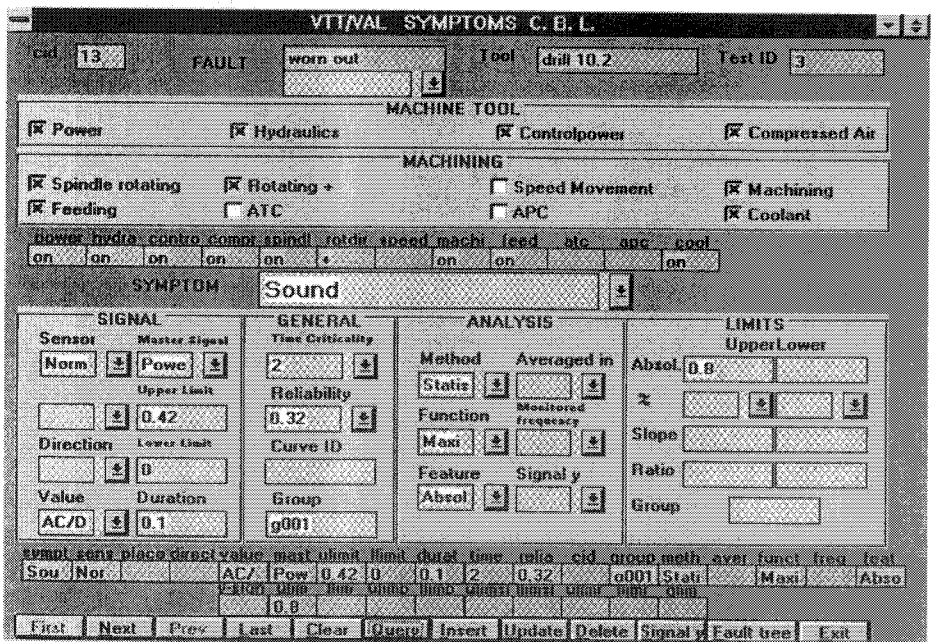 VTT/VAL SYMPTOMS C. B. L.
cid 13 FAULT worn out Tool drill 10.2 Test ID 3
MACHINE TOOL
Power Hydraulics Controlpower Compressed Air
MACHINING
Spindle rotating Rotating + Speed Movement Machining
Feeding ATC APC Coolant
power hydra contro compr spindl rotdir speed machi feed atc apc cool
on on on on on + on on on
SYMPTOM Sound
SIGNAL GENERAL ANALYSIS LIMITS
Sensor Master Signal Time Criticality Upper Lower
Norm Powe 2 Method Averaged in Absol. 0.8
Upper Limit Reliability Statis %
0.42 0.32 Function Monitored frequency
Direction Lower Limit Curve ID Maxi Slope
0 Feature Signal y Ratio
Value Duration Group Absol Group
AC/D 0.1 g001
sympt sens place direct value mast ulimit llimit durat time relia cid group meth aver funct freq feat
Sou Nor AC/ Pow 0.42 0 0.1 2 0.32 g001 Stati Maxi Abso
0.8
First Next Prev Last Clear Query Insert Update Delete Signal y Fault tree Exit